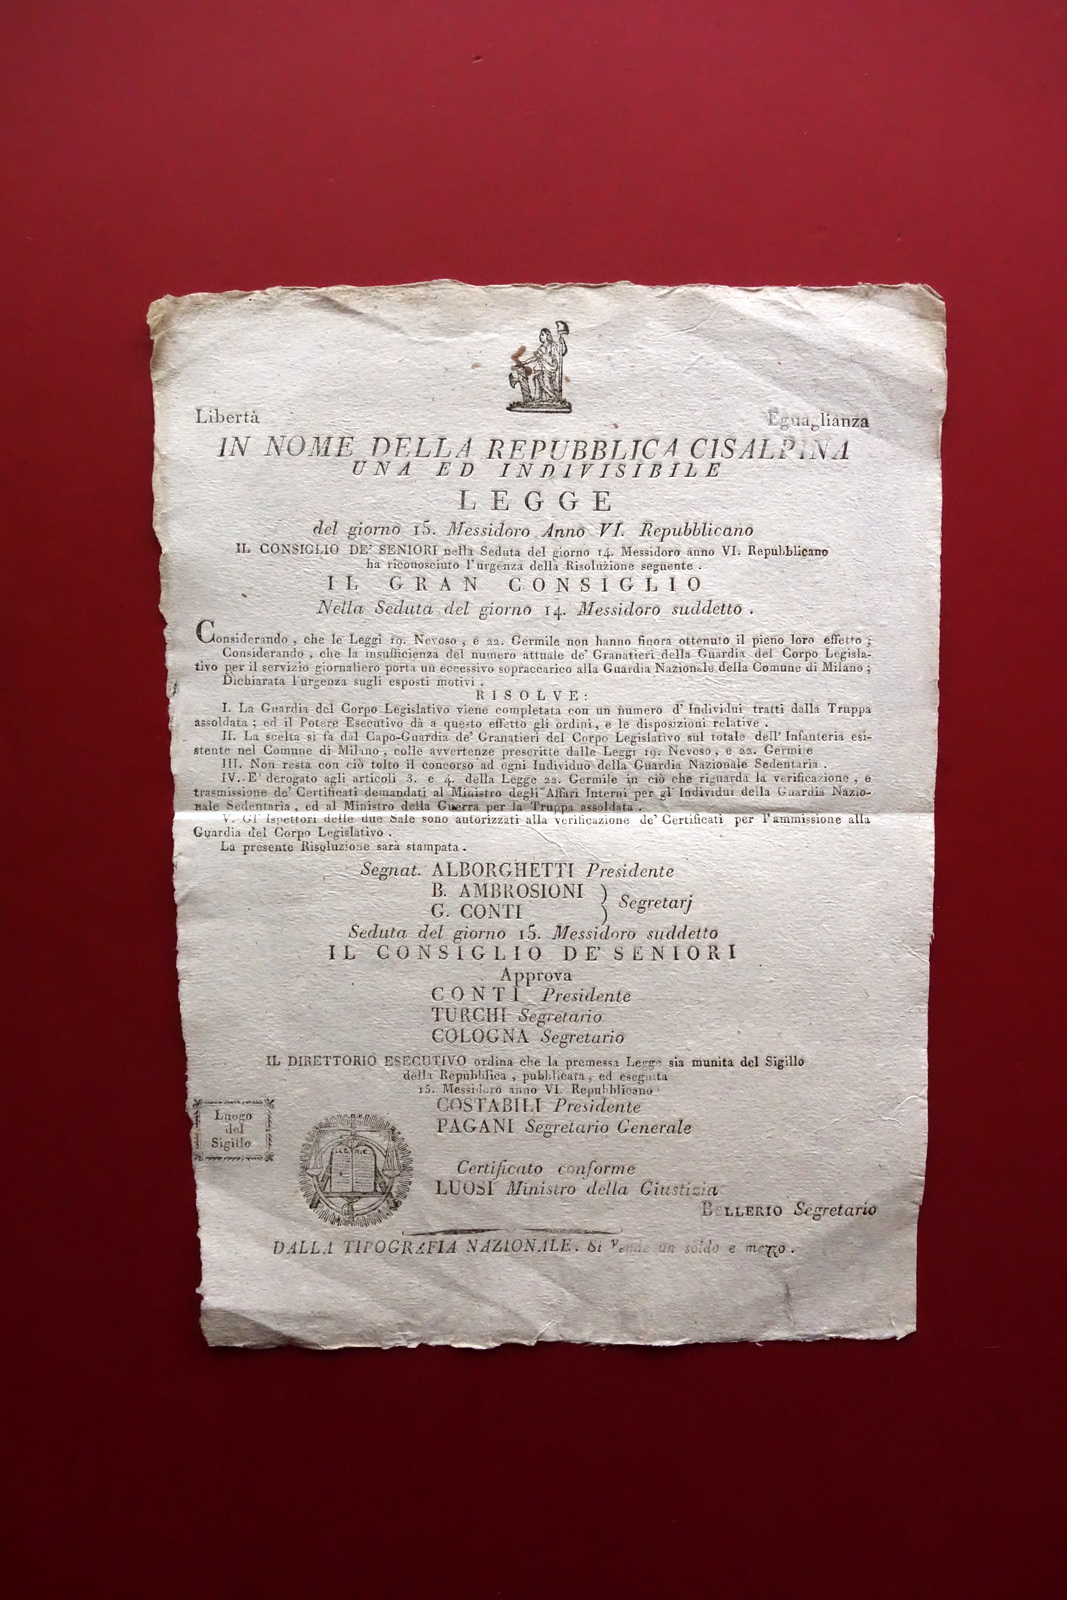 Libertà
Eguaglianza
IN NOME DELLA REPUBBLICA CISALPINA
UNA ED INDIVISIBILE
LEGGE
del giorno 15. Messidoro Anno VI. Repubblicano
IL CONSIGLIO DE' SENIORI nella Seduta del giorno 14. Messidoro anno VI. Repubblicano
ha riconosciuto l'urgenza della Risoluzione seguente .
IL GRAN CONSIGLIO
Nella Seduta del giorno 14. Messidoro suddetto .
Considerando , che le Leggi 19. Nevoso , e 22. Germile non hanno finora ottenuto il pieno loro effetto ;
Considerando , che la insufficienza del numero attuale de' Granatieri della Guardia del Corpo Legisla-
tivo per il servizio giornaliero porta un eccessivo sopraccarico alla Guardia Nazionale della Comune di Milano ;
Dichiarata l'urgenza sugli esposti motivi .
RISOLVE:
I. La Guardia del Corpo Legislativo viene completata con un numero d' Individui tratti dalla Truppa
assoldata ; ed il Potere Esecutivo dà a questo effetto gli ordini , e le disposizioni relative .
II. La scelta si fa dal Capo-Guardia de' Granatieri del Corpo Legislativo sul totale dell' Infanteria esi-
stente nel Comune di Milano , colle avvertenze prescritte dalle Leggi 19. Nevoso , e 22. Germi e
III. Non resta con ciò tolto il concorso ad ogni Individuo della Guardia Nazionale Sedentaria .
IV. E' derogato agli articoli 3. e 4. della Legge 22. Germile in ciò che riguarda la verificazione , e
trasmissione de' Certificati demandati al Ministro degli Affari Interni per gl' Individui della Guardia Nazio-
nale Sedentaria , ed al Ministro della Guerra per la Truppa assoldata .
V. Gl' Ispettori delle due Sale sono autorizzati alla verificazione de' Certificati per l'ammissione alla
Guardia del Corpo Legislativo .
La presente Risoluzione sarà stampata .
Segnat. ALBORGHETTI Presidente
B. AMBROSIONI
G. CONTI } Segretarj
Seduta del giorno 15. Messidoro suddetto
IL CONSIGLIO DE' SENIORI
Approva
CONTI Presidente
TURCHI Segretario
COLOGNA Segretario
IL DIRETTORIO ESECUTIVO ordina che la premessa Legge sia munita del Sigillo
della Repubblica , pubblicata , ed eseguita
15. Messidoro anno VI. Repubblicano
COSTABILI Presidente
PAGANI Segretario Generale
Luogo
del
Sigillo
Certificato conforme
LUOSI Ministro della Giustizia
BELLERIO Segretario
DALLA TIPOGRAFIA NAZIONALE. Si Vende un soldo e mezzo .